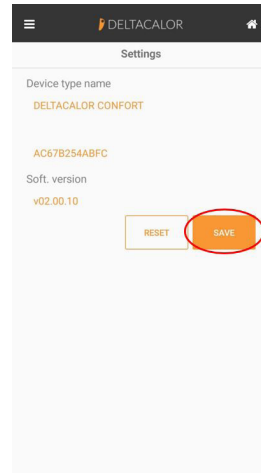 DELTACALOR
Settings
Device type name
DELTACALOR CONFORT
AC67B254ABFC
Soft. version
v02.00.10
RESET
SAVE